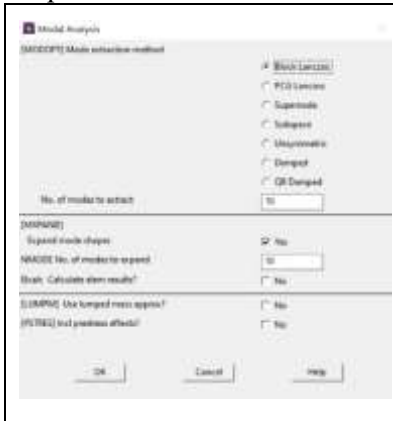 Modal Analysis
[MODOPT] Mode extraction method
Block Lanczos
PCG Lanczos
Supernode
Subspace
Unsymmetric
Damped
QR Damped
No. of modes to extract
10
[MXPAND]
Expand mode shapes
NMODE No. of modes to expand
10
Elcalc Calculate elem results?
No
[LUMPM] Use lumped mass approx?
No
[PSTRES] Incl prestress effects?
No
OK Cancel Help